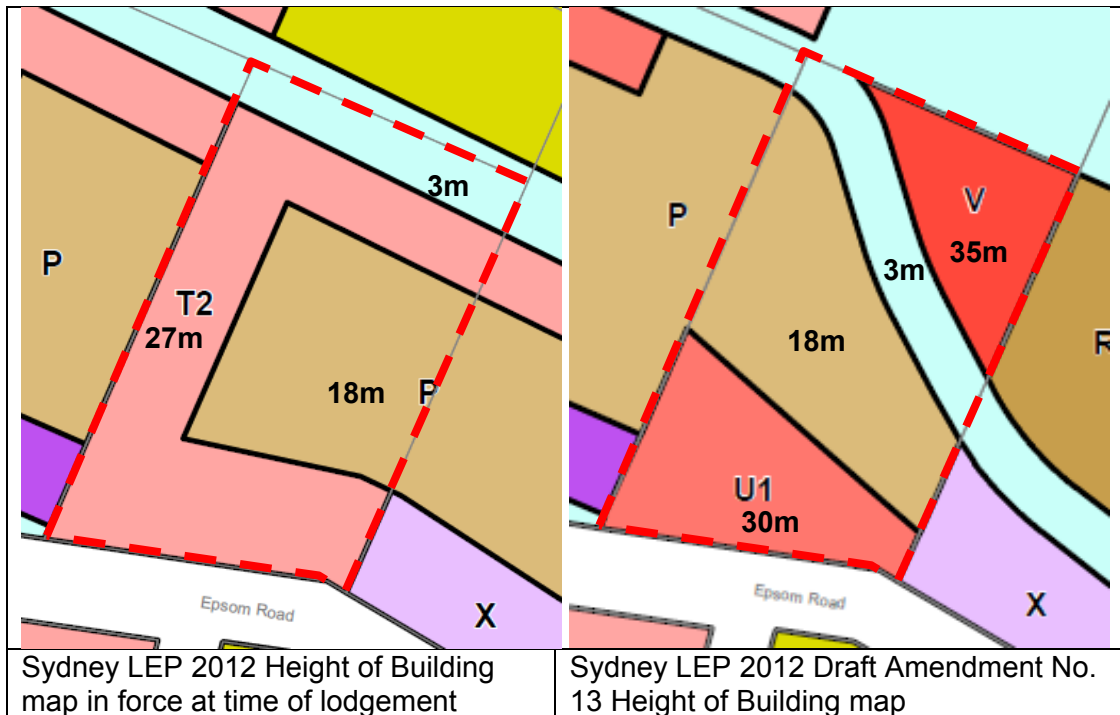 3m
P
T2
27m
18m
P
Epsom Road
X
Sydney LEP 2012 Height of Building
map in force at time of lodgement
P
V
35m
3m
18m
R
U1
30m
Epsom Road
X
Sydney LEP 2012 Draft Amendment No.
13 Height of Building map